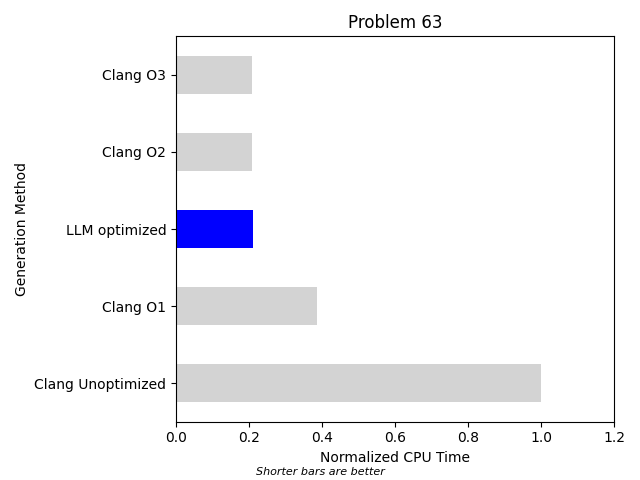 Problem 63
Generation Method
Clang O3
Clang O2
LLM optimized
Clang O1
Clang Unoptimized
0.0 0.2 0.4 0.6 0.8 1.0 1.2
Normalized CPU Time
Shorter bars are better